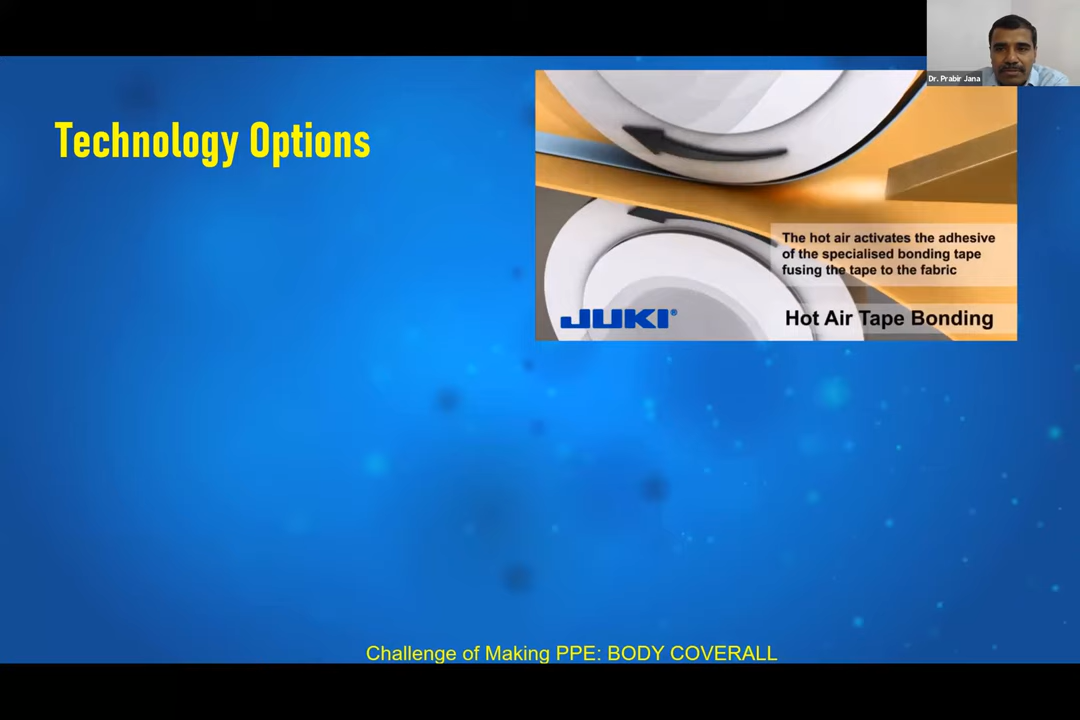 Dr. Prabir Jana
Technology Options
The hot air activates the adhesive
of the specialised bonding tape
fusing the tape to the fabric
JUKI®
Hot Air Tape Bonding
Challenge of Making PPE: BODY COVERALL